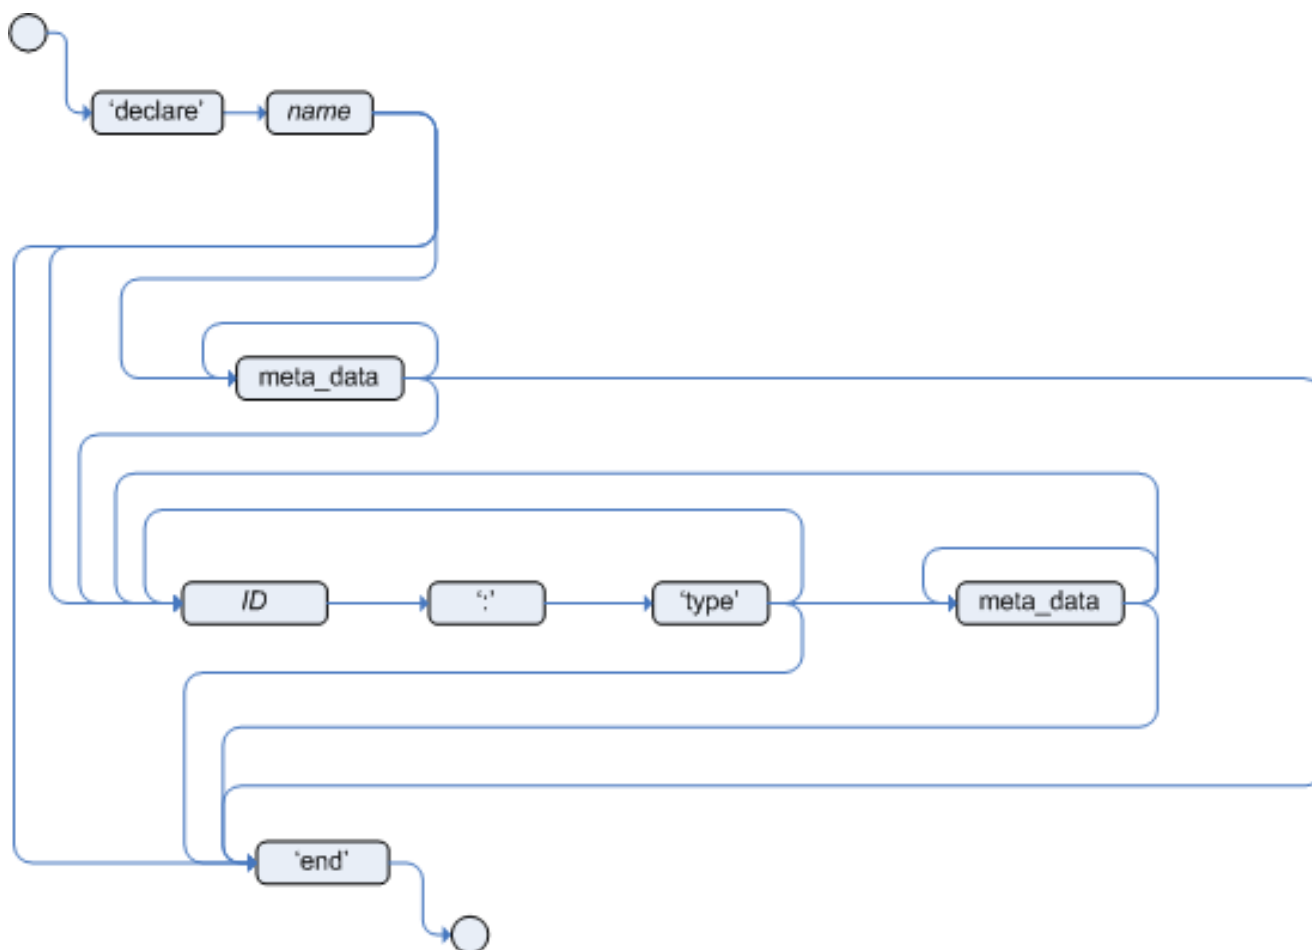 ‘declare’
name
meta_data
ID
‘:’
‘type’
meta_data
‘end’